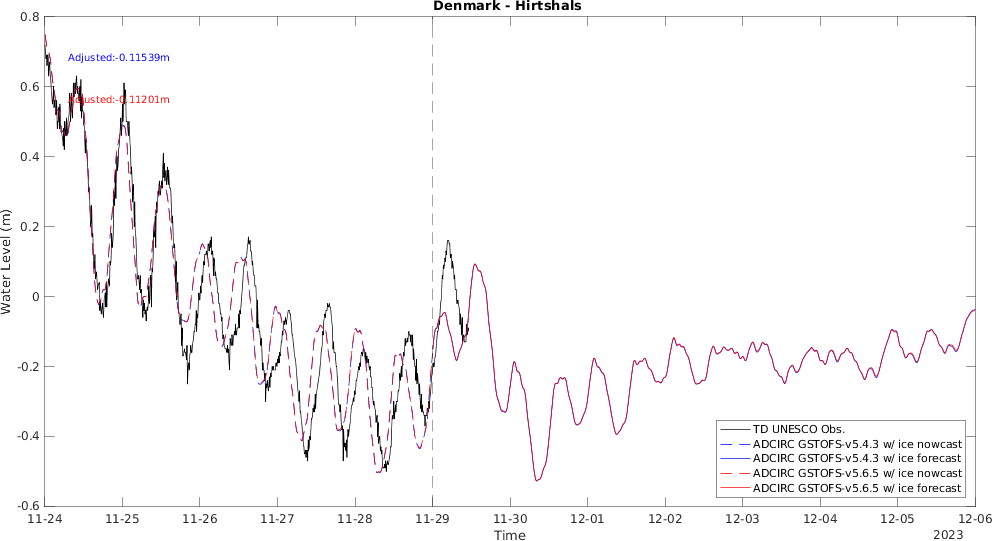 Denmark - Hirtshals
Adjusted:-0.11539m
Adjusted:-0.11201m
Water Level (m)
0.8
0.6
0.4
0.2
0
-0.2
-0.4
-0.6
11-24
11-25
11-26
11-27
11-28
11-29
11-30
12-01
12-02
12-03
12-04
12-05
12-06
Time
2023
TD UNESCO Obs.
ADCIRC GSTOFS-v5.4.3 w/ ice nowcast
ADCIRC GSTOFS-v5.4.3 w/ ice forecast
ADCIRC GSTOFS-v5.6.5 w/ ice nowcast
ADCIRC GSTOFS-v5.6.5 w/ ice forecast